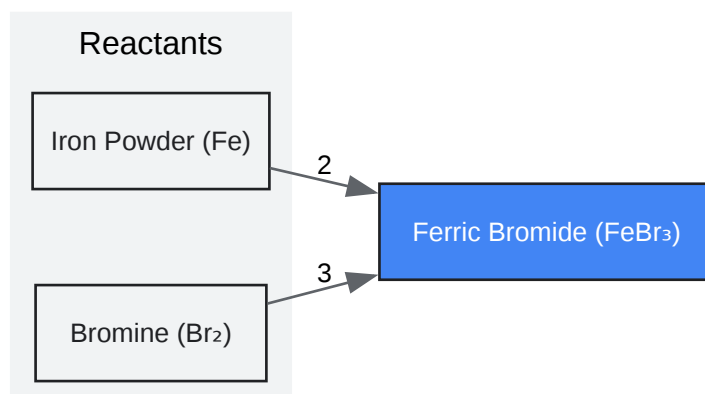 Reactants
Iron Powder (Fe)
2
Ferric Bromide (FeBr₃)
3
Bromine (Br₂)